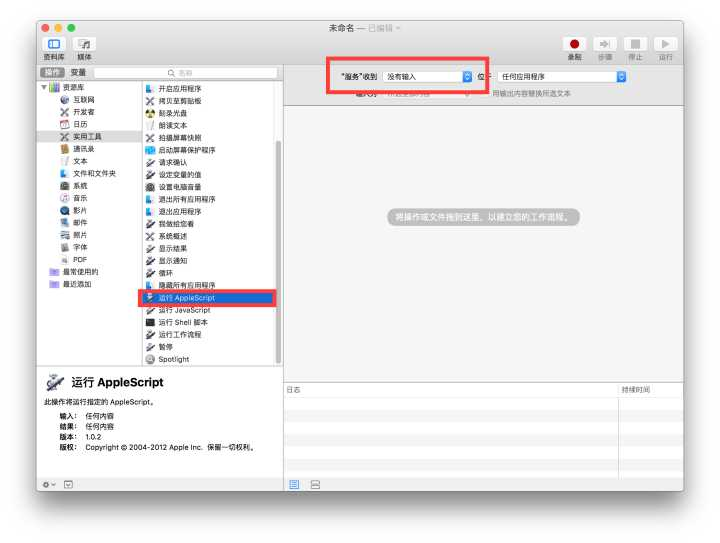 未命名 — 已编辑
资料库
媒体
录制
步骤
停止
运行
操作
变量
名称
资源库
互联网
开发者
日历
实用工具
通讯录
文本
文件和文件夹
系统
音乐
影片
邮件
照片
字体
PDF
最常使用的
最近添加
开启应用程序
拷贝至剪贴板
刻录光盘
朗读文本
拍摄屏幕快照
启动屏幕保护程序
请求确认
设定变量的值
设置电脑音量
退出所有应用程序
退出应用程序
我做给您看
系统概述
显示结果
显示通知
循环
隐藏所有应用程序
运行 AppleScript
运行 JavaScript
运行 Shell 脚本
运行工作流程
暂停
Spotlight
“服务”收到
没有输入
位于
任何应用程序
输入为
用输出内容替换所选文本
将操作或文件拖到这里，以建立您的工作流程。
运行 AppleScript
此操作将运行指定的 AppleScript。
输入： 任何内容
结果： 任何内容
版本： 1.0.2
版权： Copyright © 2004-2012 Apple Inc. 保留一切权利。
日志
持续时间